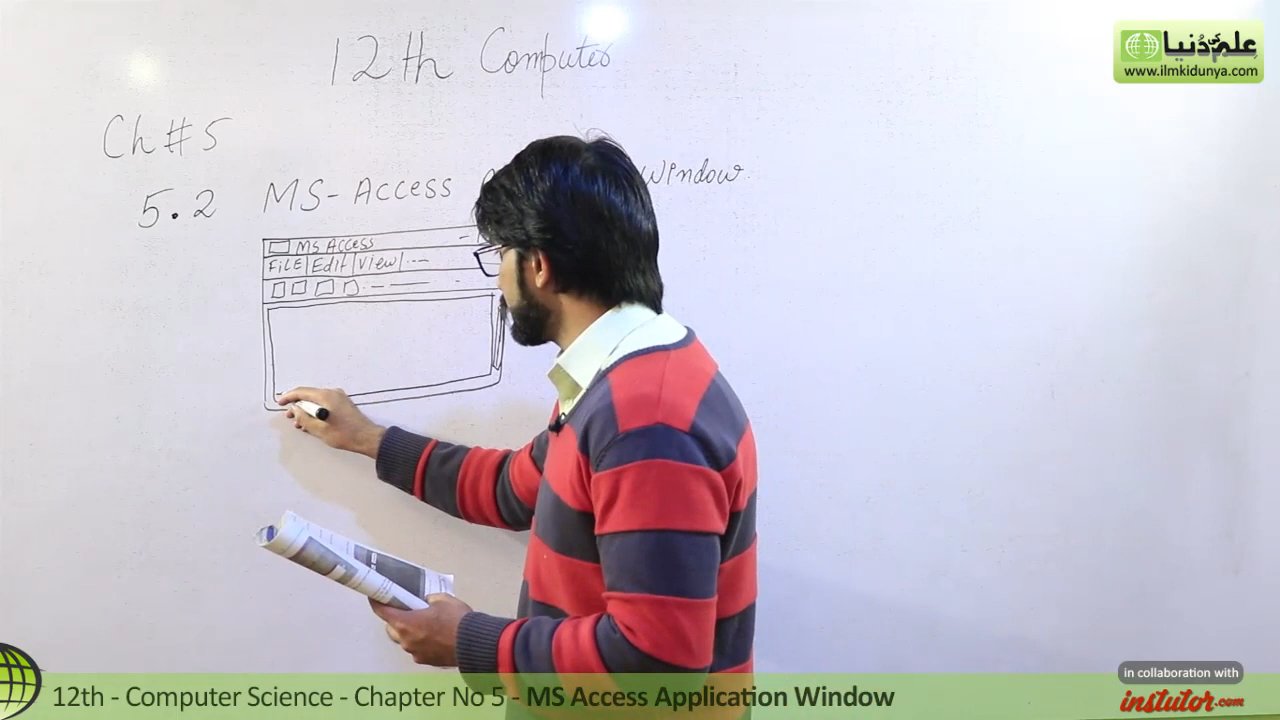 12th Computer
علم کی دنیا
www.ilmkidunya.com
Ch # 5
5.2 MS-Access Window
MS Access
File Edit View
in collaboration with
instutor.com
12th - Computer Science - Chapter No 5 - MS Access Application Window